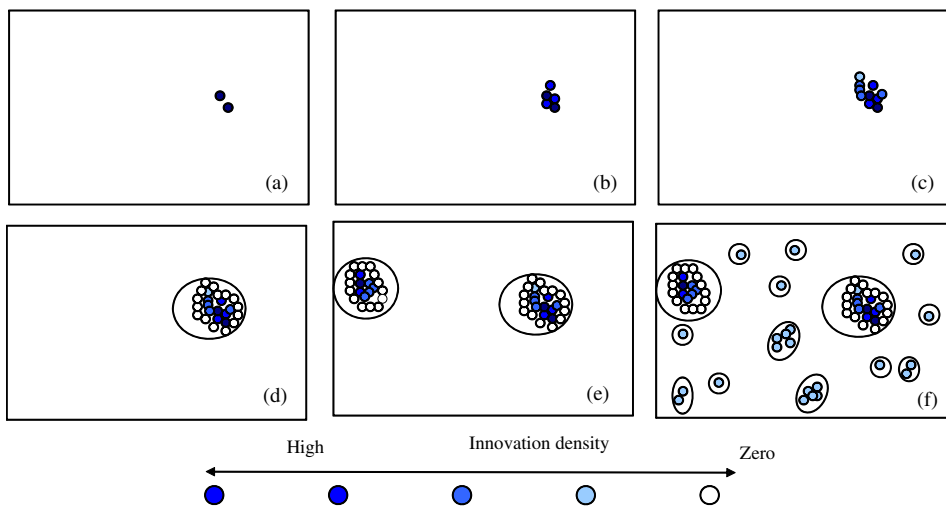 (a)
(b)
(c)
(d)
(e)
(f)
High
Innovation density
Zero